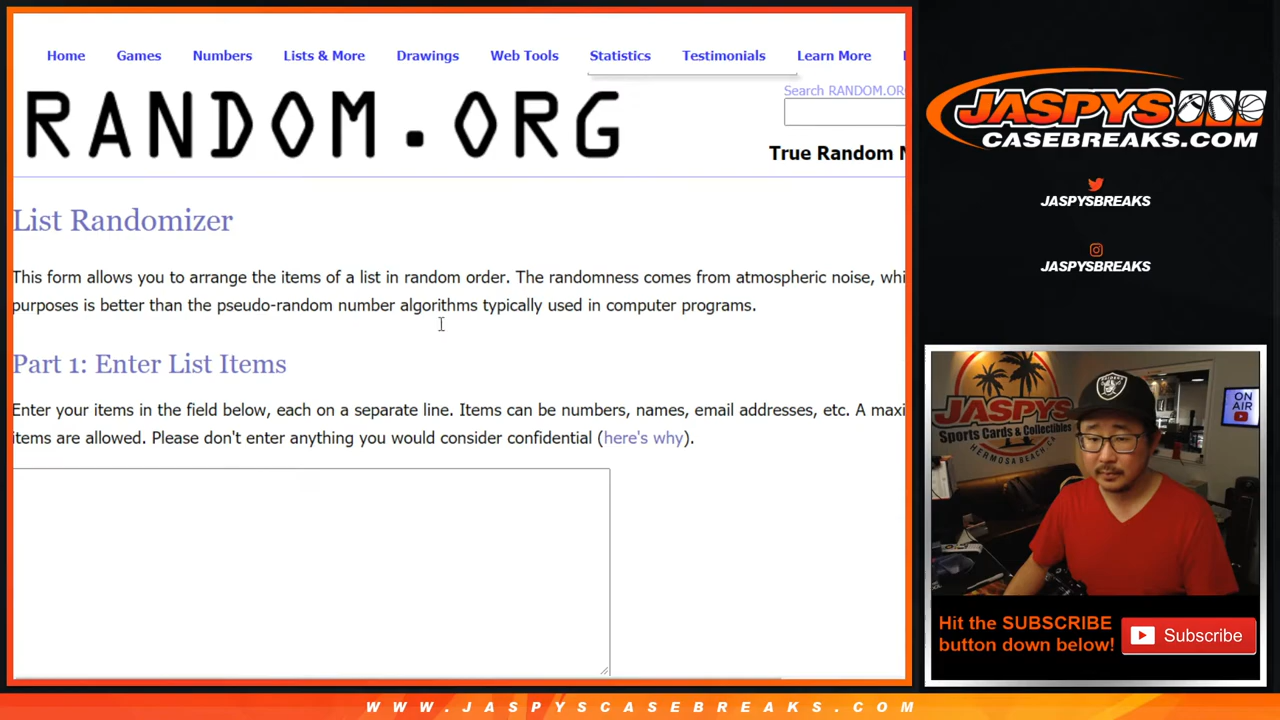 Home Games Numbers Lists & More Drawings Web Tools Statistics Testimonials Learn More
RANDOM.ORG
Search RANDOM.OR
True Random
List Randomizer
This form allows you to arrange the items of a list in random order. The randomness comes from atmospheric noise, whi
purposes is better than the pseudo-random number algorithms typically used in computer programs.
Part 1: Enter List Items
Enter your items in the field below, each on a separate line. Items can be numbers, names, email addresses, etc. A maxi
items are allowed. Please don't enter anything you would consider confidential (here's why).
JASPYS
CASEBREAKS.COM
JASPYSBREAKS
JASPYSBREAKS
JASPYS
Sports Cards & Collectibles
HERMOSA BEACH, CA
RAIDERS
ON
AIR
Hit the SUBSCRIBE
button down below!
Subscribe
WWW.JASPYSCASEBREAKS.COM